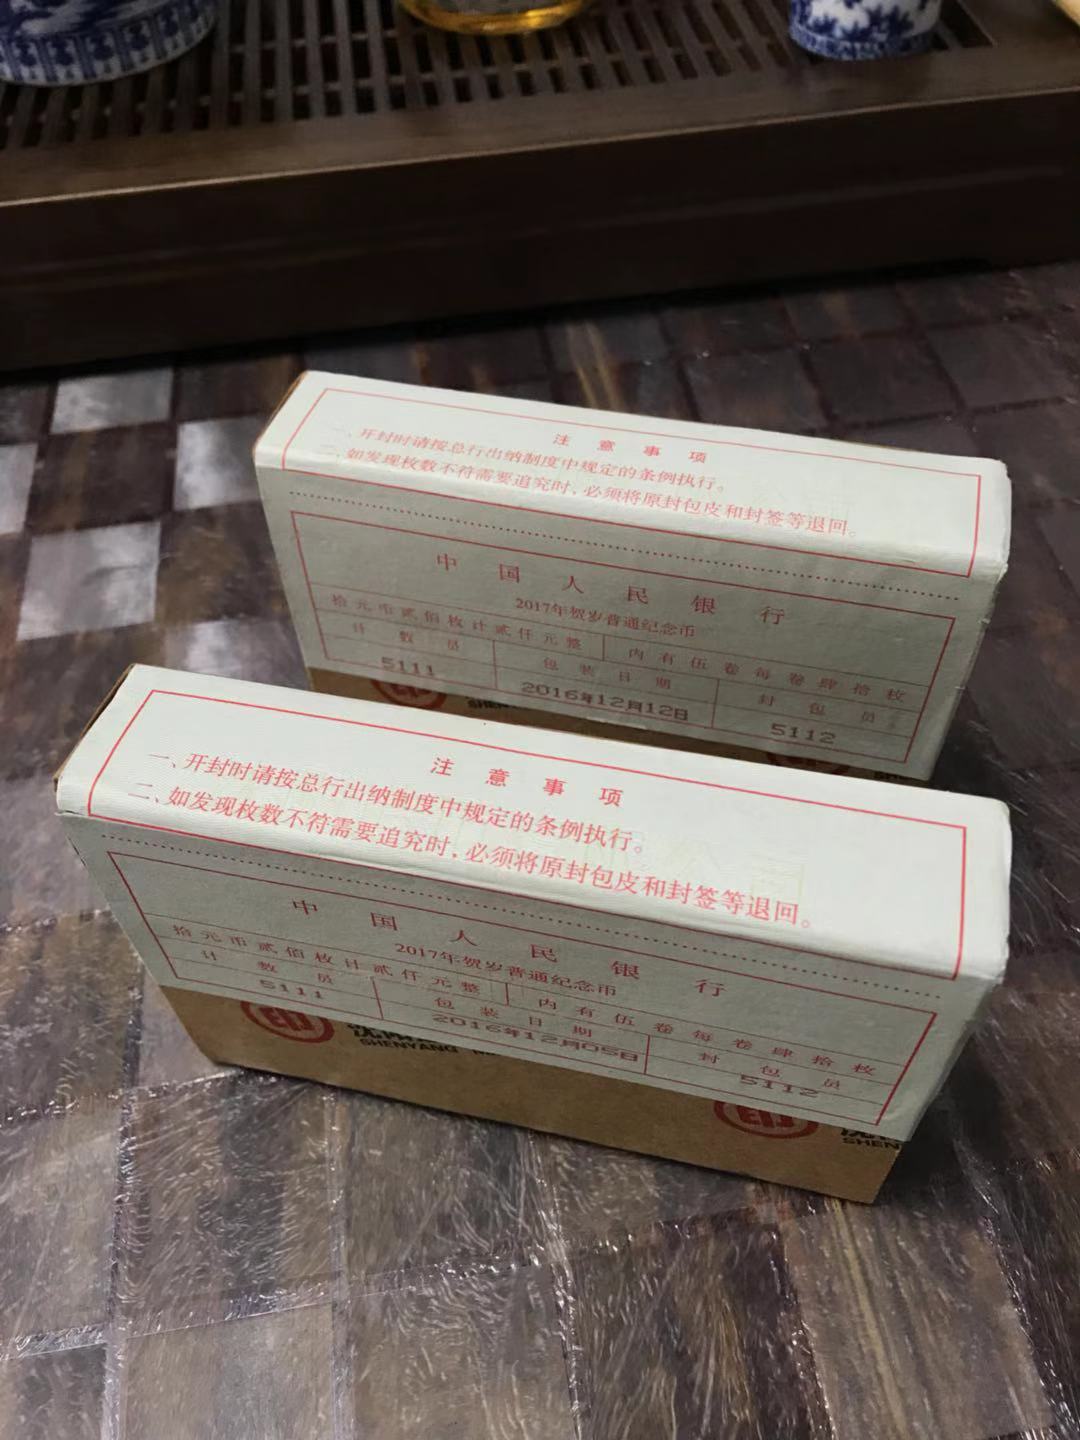 注意事项
一、开封时请按总行出纳制度中规定的条例执行。
二、如发现枚数不符需要追究时，必须将原封包皮和封签等退回。
中国人民银行
2017年贺岁普通纪念币
拾元币贰佰枚计贰仟元整 内有伍卷每卷肆拾枚
计数员 包装日期 封包员
5111 2016年12月12日 5112
SHEN
注意事项
一、开封时请按总行出纳制度中规定的条例执行。
二、如发现枚数不符需要追究时，必须将原封包皮和封签等退回。
中国人民银行
2017年贺岁普通纪念币
拾元币贰佰枚计贰仟元整 内有伍卷每卷肆拾枚
计数员 包装日期 封包员
5111 2016年12月05日 5112
SHENYANG
SHEN